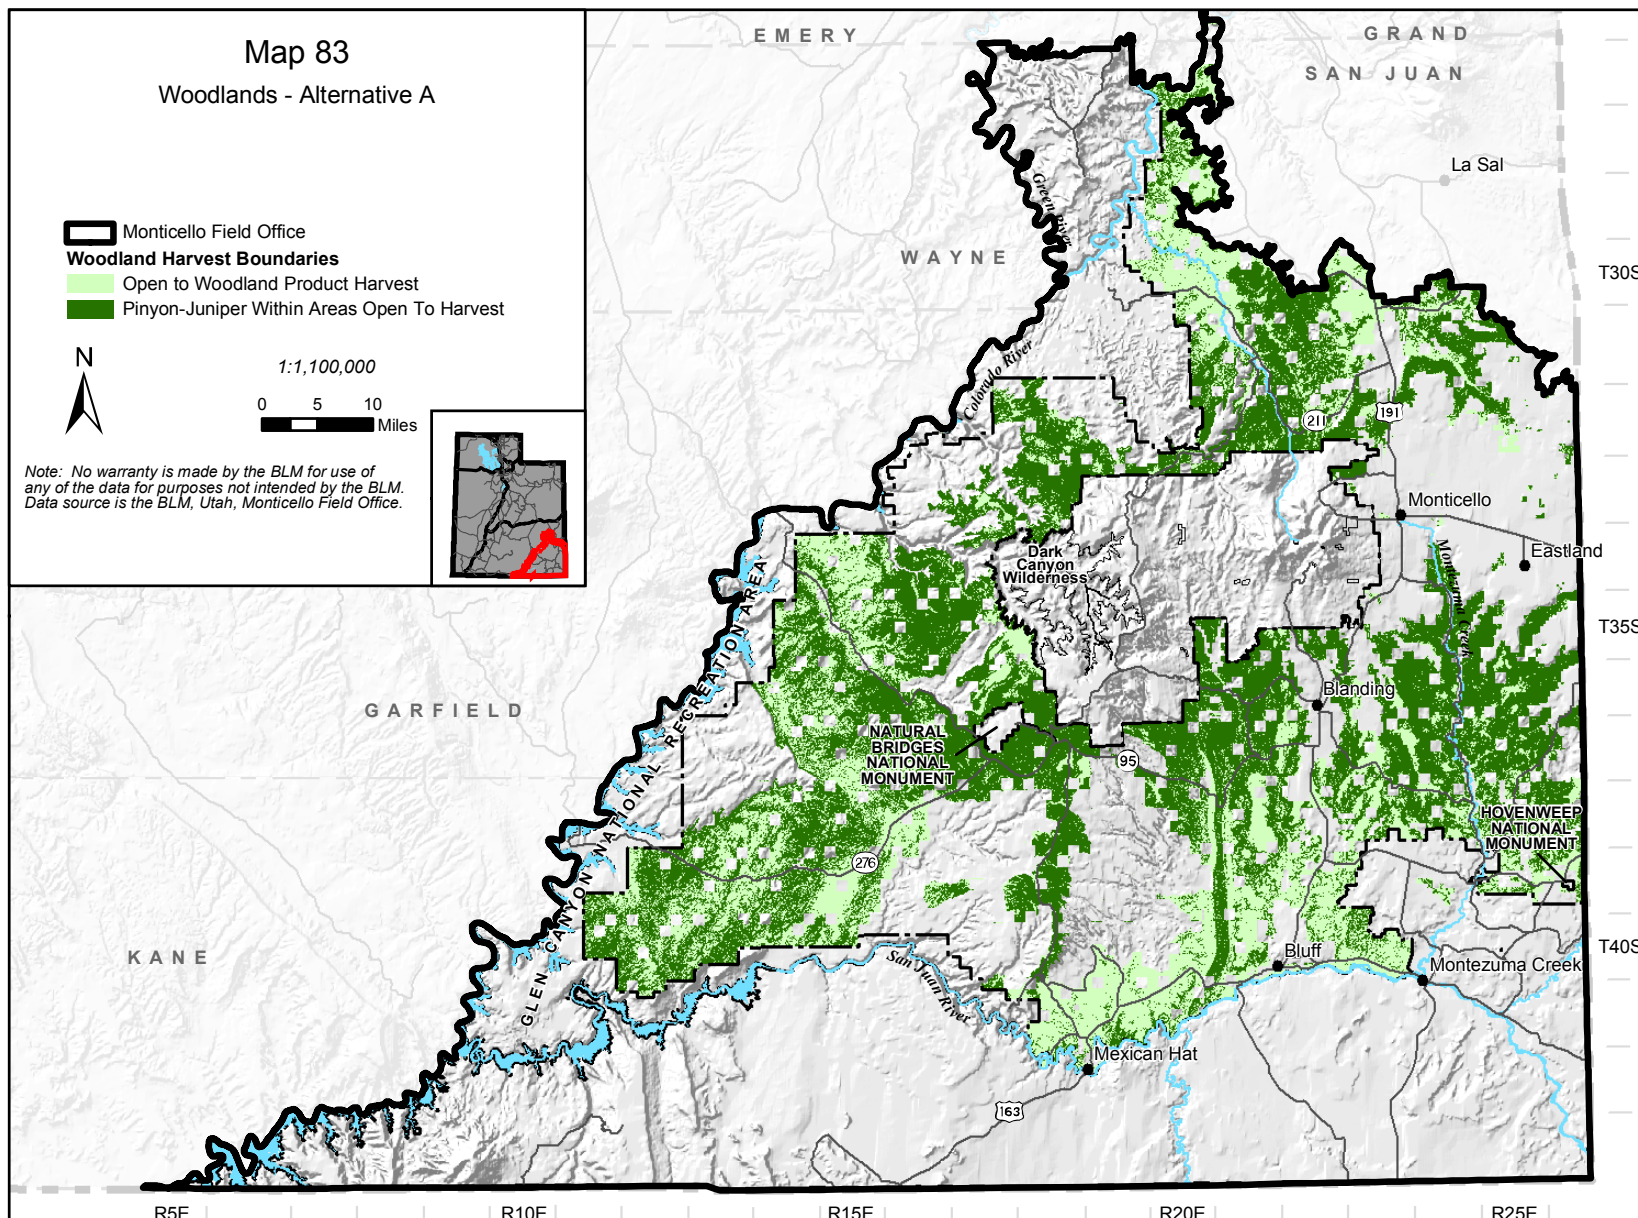 Map 83
Woodlands - Alternative A
Monticello Field Office
Woodland Harvest Boundaries
Open to Woodland Product Harvest
Pinyon-Juniper Within Areas Open To Harvest
N
1:1,100,000
0 5 10
Miles
Note: No warranty is made by the BLM for use of
any of the data for purposes not intended by the BLM.
Data source is the BLM, Utah, Monticello Field Office.
EMERY
GRAND
SAN JUAN
La Sal
Green River
WAYNE
T30S
Colorado River
211
191
Monticello
Eastland
Dark
Canyon
Wilderness
Montezuma Creek
T35S
GARFIELD
Blanding
GLEN CANYON NATIONAL RECREATION AREA
NATURAL
BRIDGES
NATIONAL
MONUMENT
95
HOVENWEEP
NATIONAL
MONUMENT
276
KANE
San Juan River
Bluff
T40S
Montezuma Creek
Mexican Hat
163
R5E
R10E
R15E
R20E
R25E